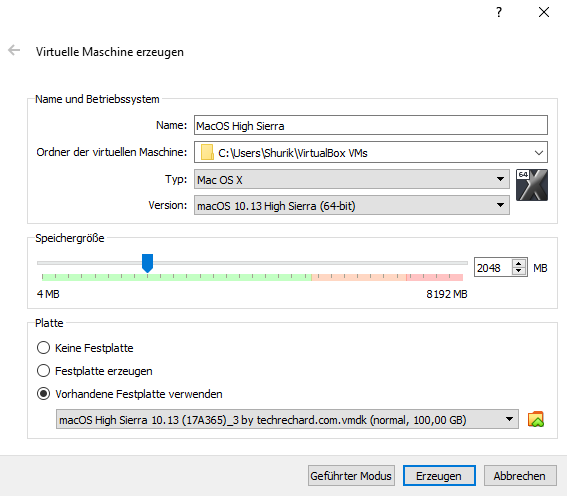 ?
Virtuelle Maschine erzeugen
Name und Betriebssystem
Name: MacOS High Sierra
Ordner der virtuellen Maschine: C:\Users\Shurik\VirtualBox VMs
Typ: Mac OS X
64
Version: macOS 10.13 High Sierra (64-bit)
Speichergröße
2048 MB
4 MB 8192 MB
Platte
Keine Festplatte
Festplatte erzeugen
Vorhandene Festplatte verwenden
macOS High Sierra 10.13 (17A365)_3 by techrechard.com.vmdk (normal, 100,00 GB)
Geführter Modus Erzeugen Abbrechen